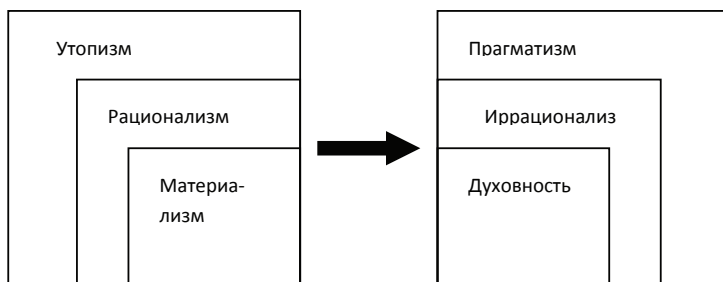 Утопизм
Рационализм
Материа-
лизм
Прагматизм
Иррационализ
Духовность